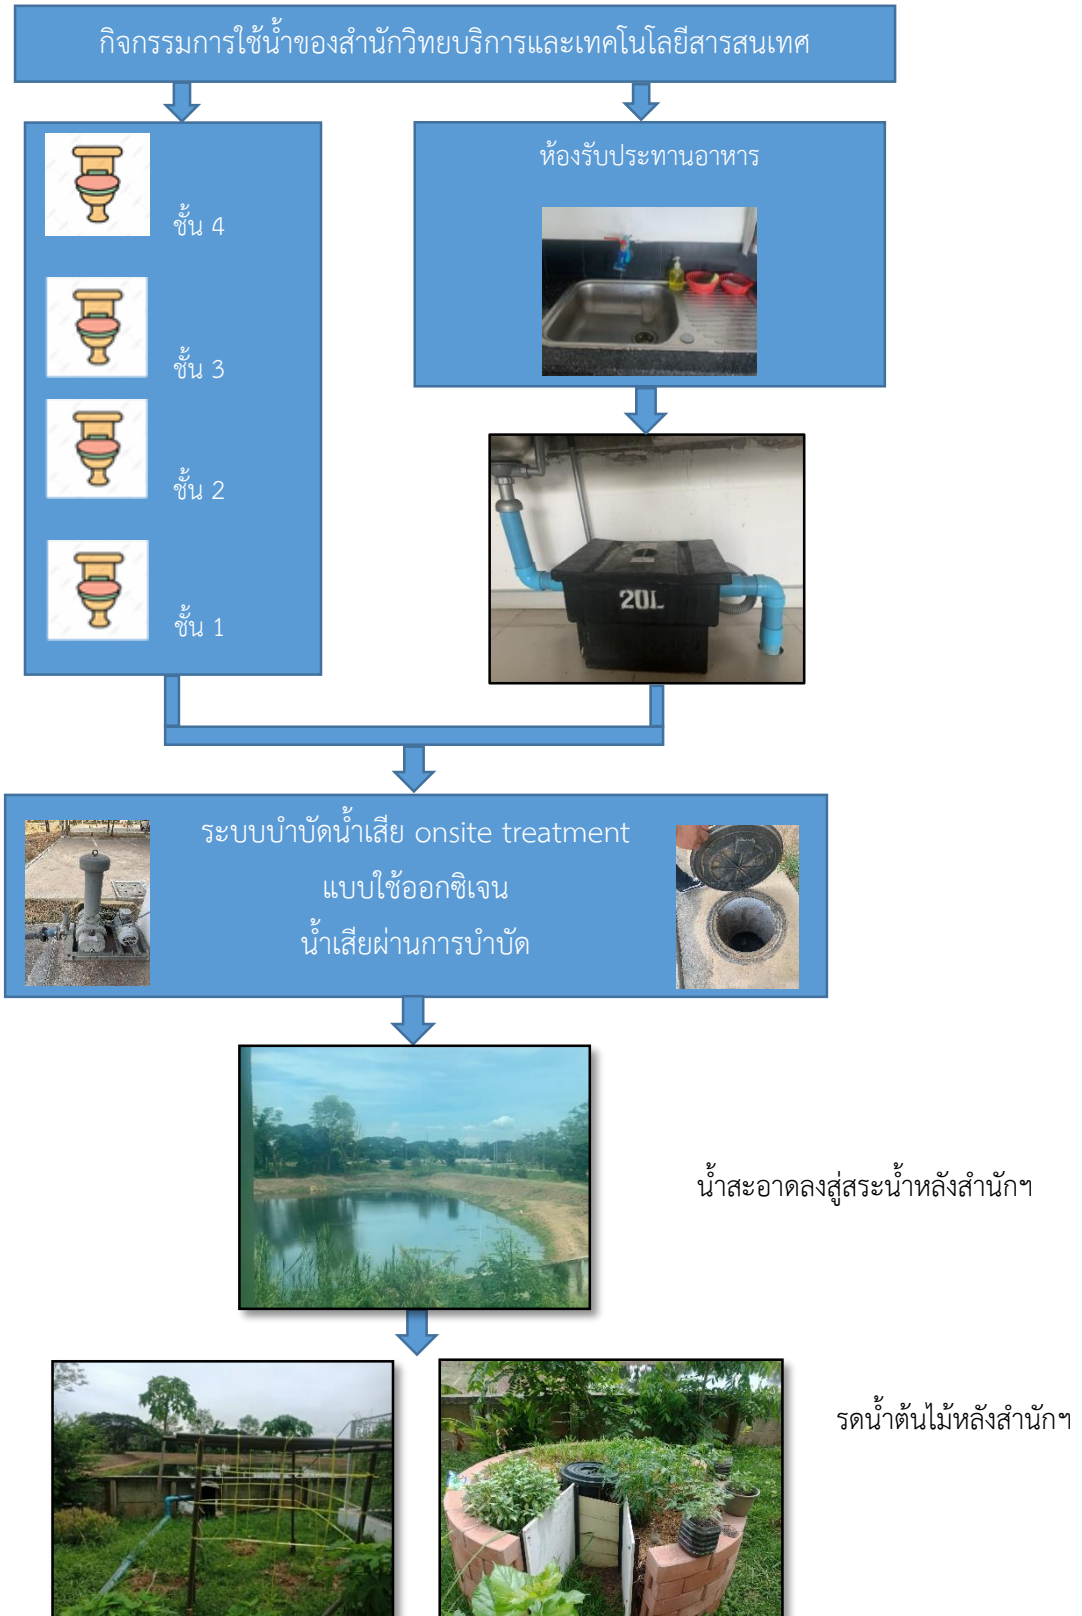 กิจกรรมการใช้น้ำของสำนักวิทยบริการและเทคโนโลยีสารสนเทศ
ห้องรับประทานอาหาร
ชั้น 4
ชั้น 3
ชั้น 2
ชั้น 1
20L
ระบบบำบัดน้ำเสีย onsite treatment
แบบใช้ออกซิเจน
น้ำเสียผ่านการบำบัด
น้ำสะอาดลงสู่สระน้ำหลังสำนักฯ
รดน้ำต้นไม้หลังสำนักฯ